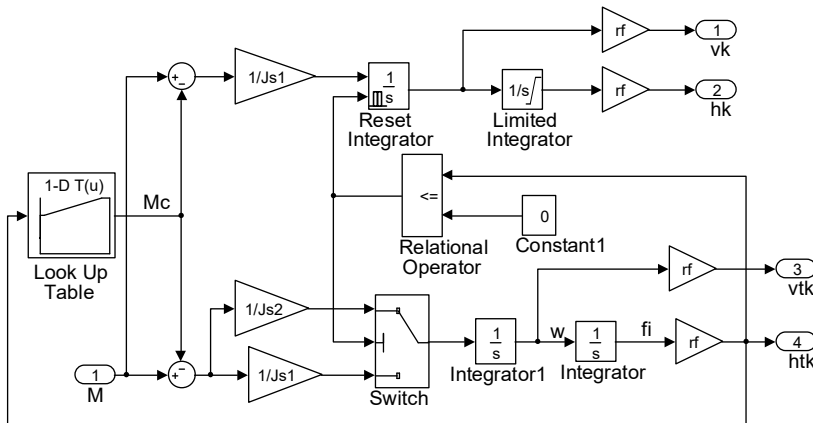 rf
1
vk
1/Js1
1
s
Reset
Integrator
1/s
Limited
Integrator
rf
2
hk
1-D T(u)
Mc
Look Up
Table
<=
Relational
Operator
0
Constant1
rf
3
vtk
1/Js2
1/Js1
Switch
1
s
Integrator1
w
1
s
Integrator
fi
rf
4
htk
1
M